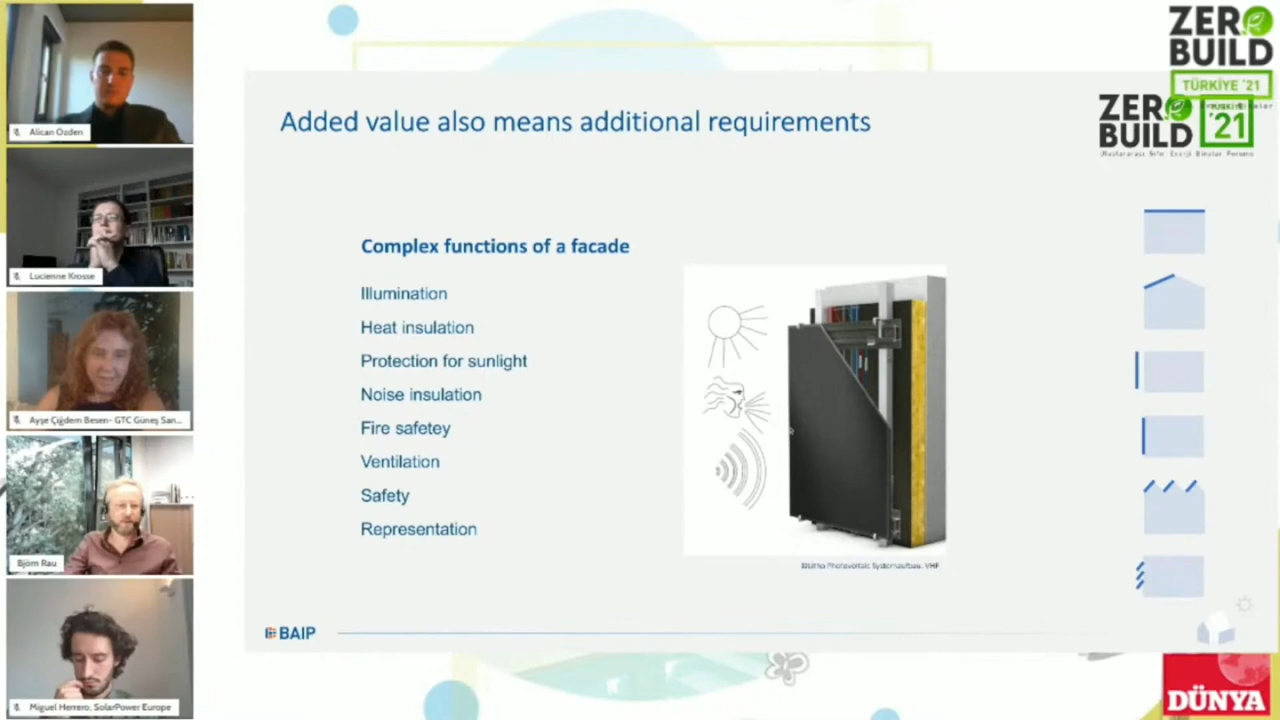 Alican Özden
Lucienne Krosse
Ayşe Çiğdem Besen- GTC Güneş San...
Björn Rau
Miguel Herrero, SolarPower Europe
ZERO
BUILD
TÜRKİYE '21
ZERO
BUILD
TÜRKİYE
'21
Added value also means additional requirements
Complex functions of a facade
Illumination
Heat insulation
Protection for sunlight
Noise insulation
Fire safetey
Ventilation
Safety
Representation
BAIP
DÜNYA